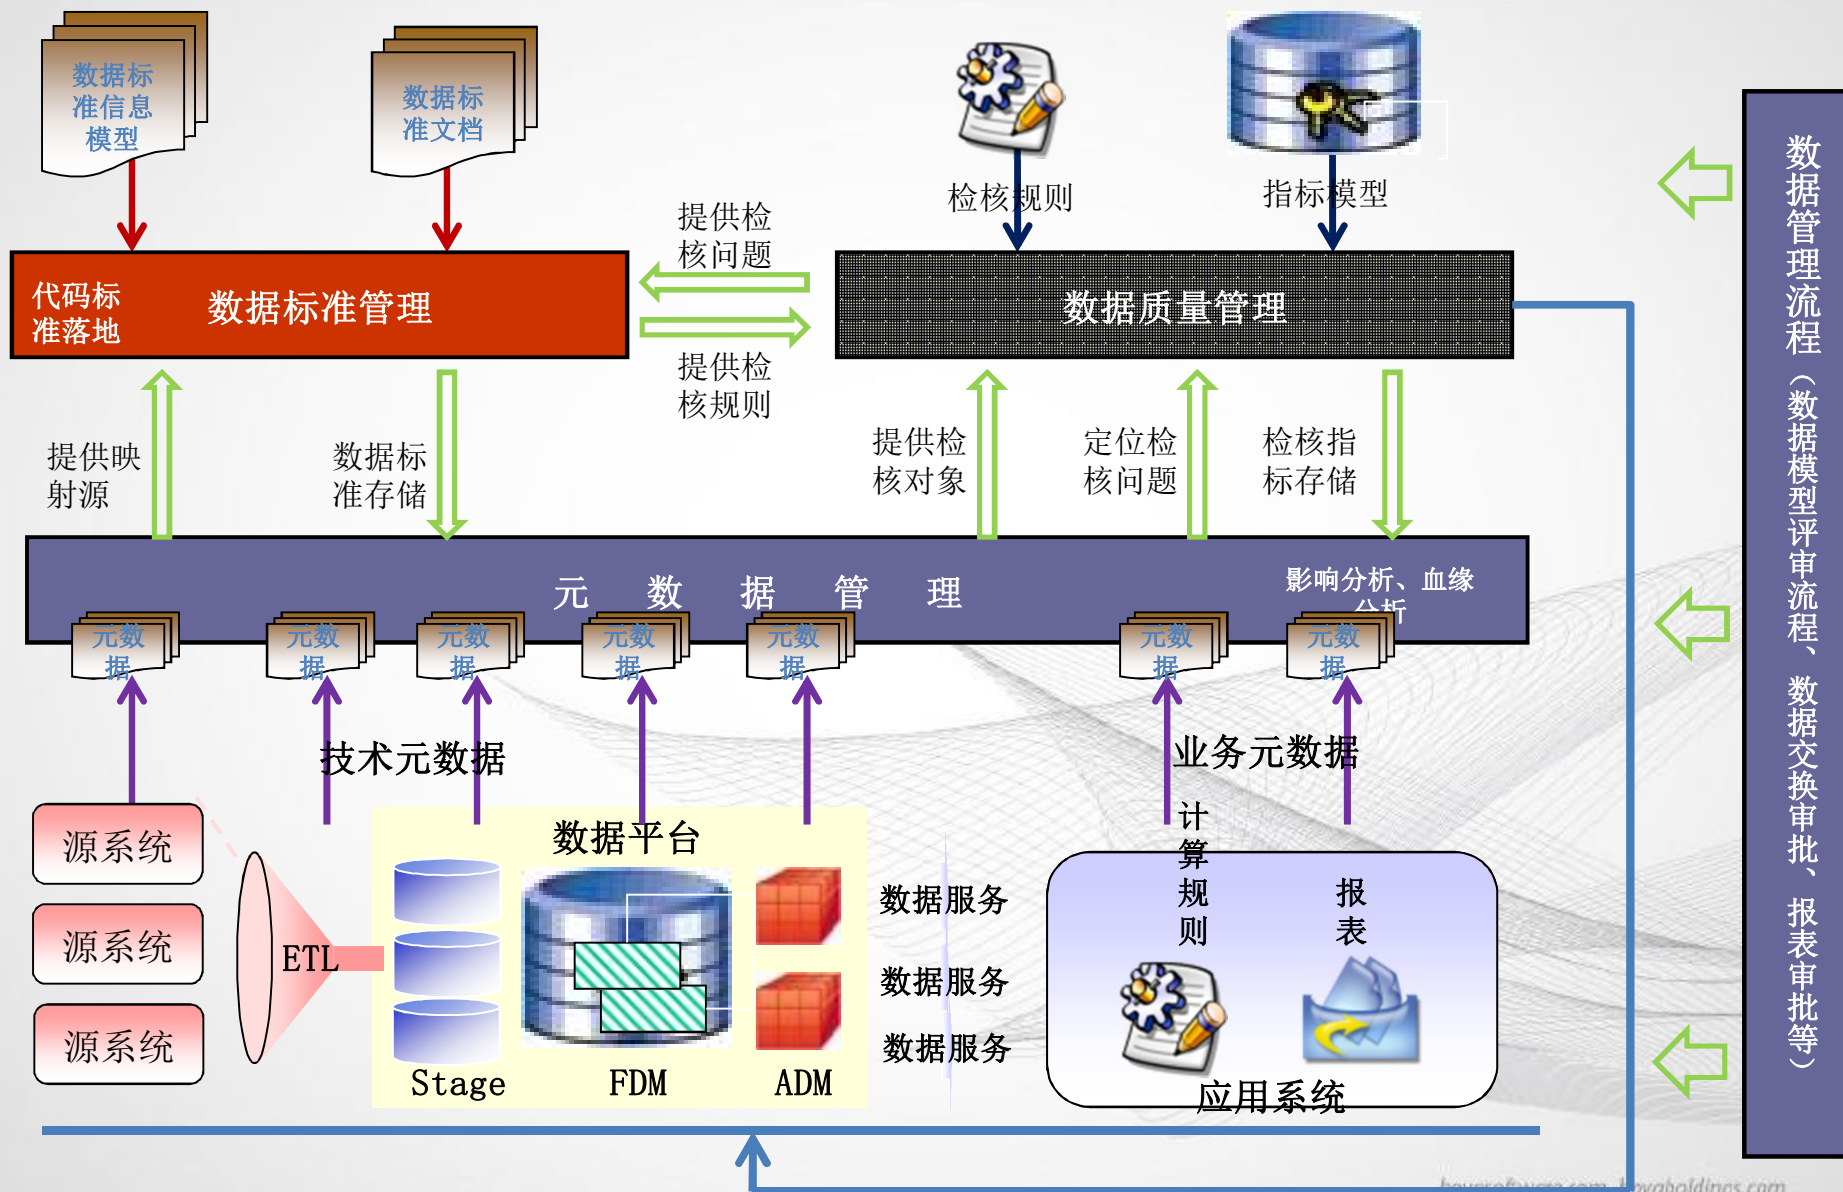 数据标
准信息
模型
数据标
准文档
检核规则
指标模型
提供检
核问题
代码标
准落地
数据标准管理
数据质量管理
提供检
核规则
提供映
射源
数据标
准存储
提供检
核对象
定位检
核问题
检核指
标存储
元数据管理
影响分析、血缘
分析
元数
据
元数
据
元数
据
元数
据
元数
据
元数
据
元数
据
技术元数据
业务元数据
源系统
源系统
源系统
ETL
数据平台
Stage
FDM
ADM
数据服务
数据服务
数据服务
计算规则
报表
应用系统
数据管理流程（数据模型评审流程、数据交换审批、报表审批等）